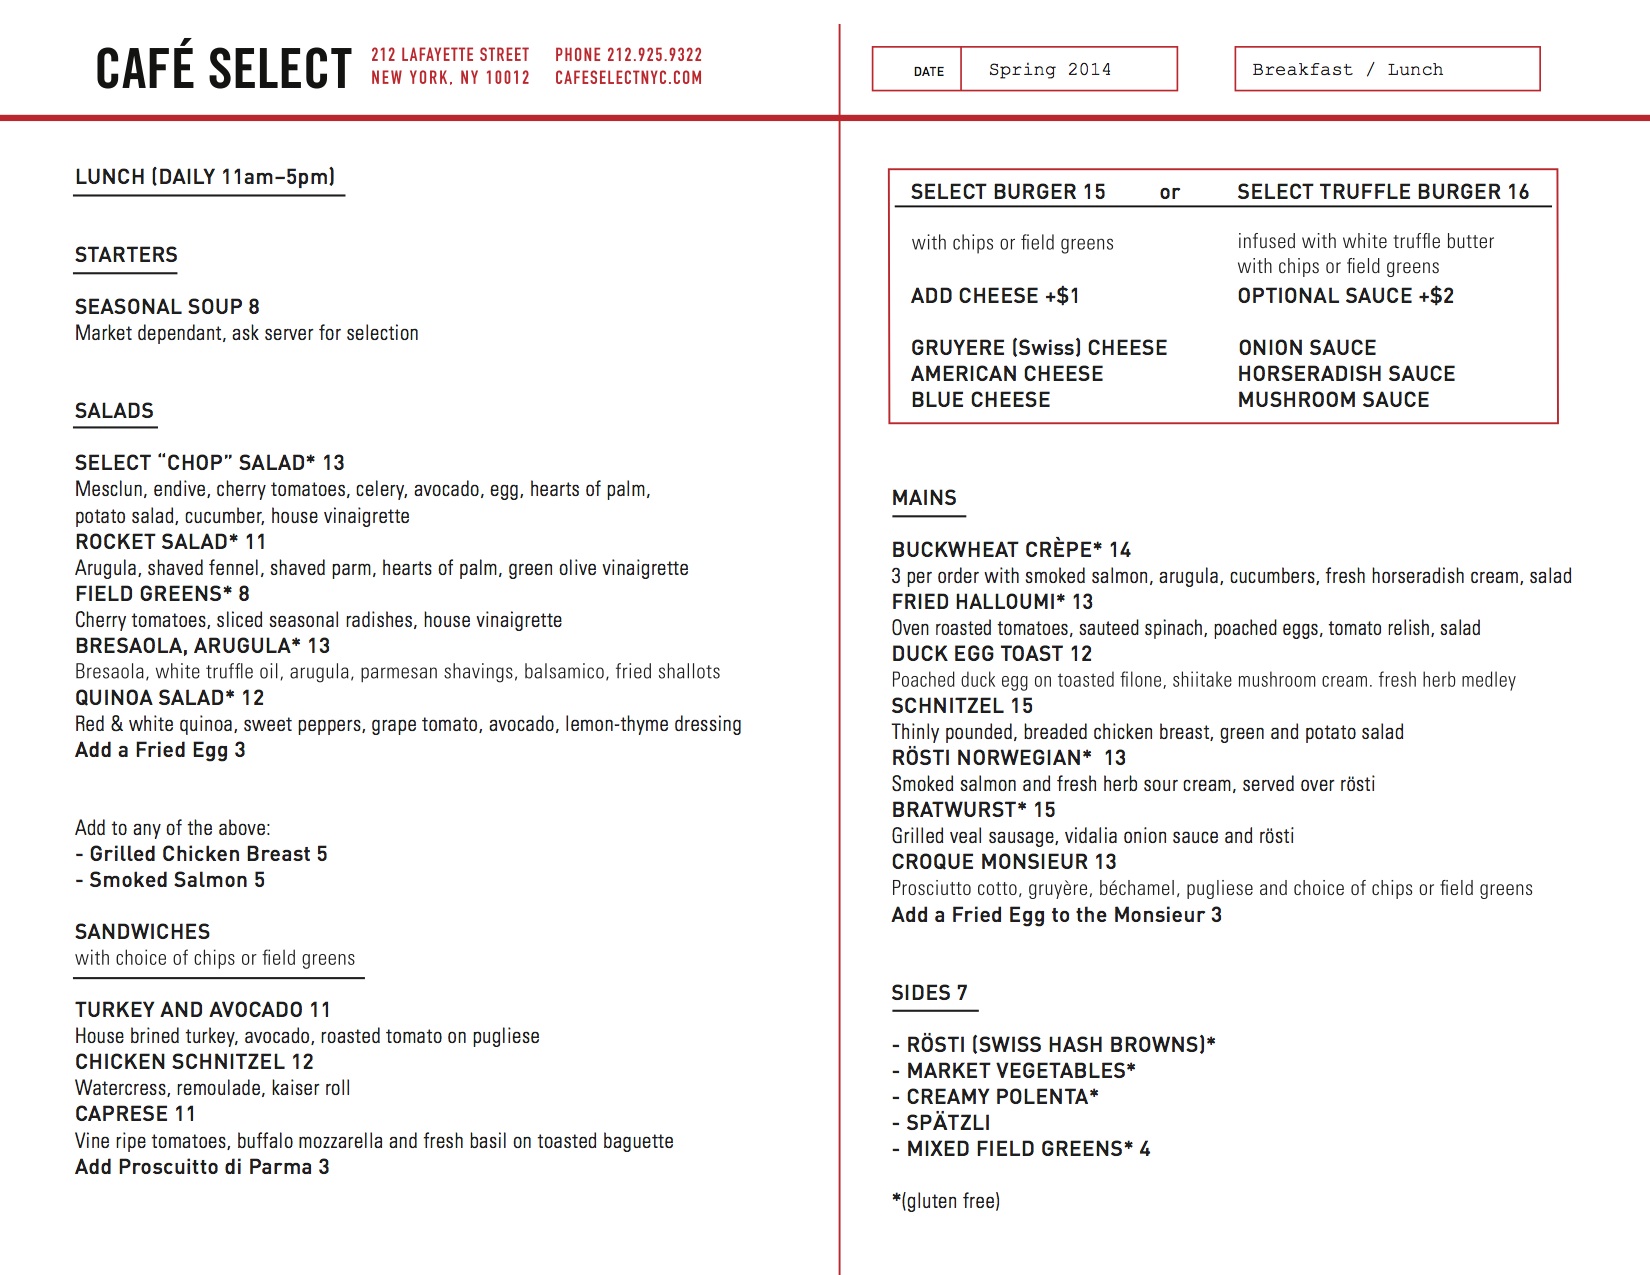 CAFÉ SELECT
212 LAFAYETTE STREET
NEW YORK, NY 10012
PHONE 212.925.9322
CAFESELECTNYC.COM
DATE
Spring 2014
Breakfast / Lunch
LUNCH (DAILY 11am–5pm)
STARTERS
SEASONAL SOUP 8
Market dependant, ask server for selection
SALADS
SELECT “CHOP” SALAD* 13
Mesclun, endive, cherry tomatoes, celery, avocado, egg, hearts of palm,
potato salad, cucumber, house vinaigrette
ROCKET SALAD* 11
Arugula, shaved fennel, shaved parm, hearts of palm, green olive vinaigrette
FIELD GREENS* 8
Cherry tomatoes, sliced seasonal radishes, house vinaigrette
BRESAOLA, ARUGULA* 13
Bresaola, white truffle oil, arugula, parmesan shavings, balsamico, fried shallots
QUINOA SALAD* 12
Red & white quinoa, sweet peppers, grape tomato, avocado, lemon-thyme dressing
Add a Fried Egg 3
Add to any of the above:
- Grilled Chicken Breast 5
- Smoked Salmon 5
SANDWICHES
with choice of chips or field greens
TURKEY AND AVOCADO 11
House brined turkey, avocado, roasted tomato on pugliese
CHICKEN SCHNITZEL 12
Watercress, remoulade, kaiser roll
CAPRESE 11
Vine ripe tomatoes, buffalo mozzarella and fresh basil on toasted baguette
Add Proscuitto di Parma 3
SELECT BURGER 15 or SELECT TRUFFLE BURGER 16
with chips or field greens
ADD CHEESE +$1
GRUYERE (Swiss) CHEESE
AMERICAN CHEESE
BLUE CHEESE
infused with white truffle butter
with chips or field greens
OPTIONAL SAUCE +$2
ONION SAUCE
HORSERADISH SAUCE
MUSHROOM SAUCE
MAINS
BUCKWHEAT CRÈPE* 14
3 per order with smoked salmon, arugula, cucumbers, fresh horseradish cream, salad
FRIED HALLOUMI* 13
Oven roasted tomatoes, sauteed spinach, poached eggs, tomato relish, salad
DUCK EGG TOAST 12
Poached duck egg on toasted filone, shiitake mushroom cream. fresh herb medley
SCHNITZEL 15
Thinly pounded, breaded chicken breast, green and potato salad
RÖSTI NORWEGIAN* 13
Smoked salmon and fresh herb sour cream, served over rösti
BRATWURST* 15
Grilled veal sausage, vidalia onion sauce and rösti
CROQUE MONSIEUR 13
Prosciutto cotto, gruyère, béchamel, pugliese and choice of chips or field greens
Add a Fried Egg to the Monsieur 3
SIDES 7
- RÖSTI (SWISS HASH BROWNS)*
- MARKET VEGETABLES*
- CREAMY POLENTA*
- SPÄTZLI
- MIXED FIELD GREENS* 4
*(gluten free)